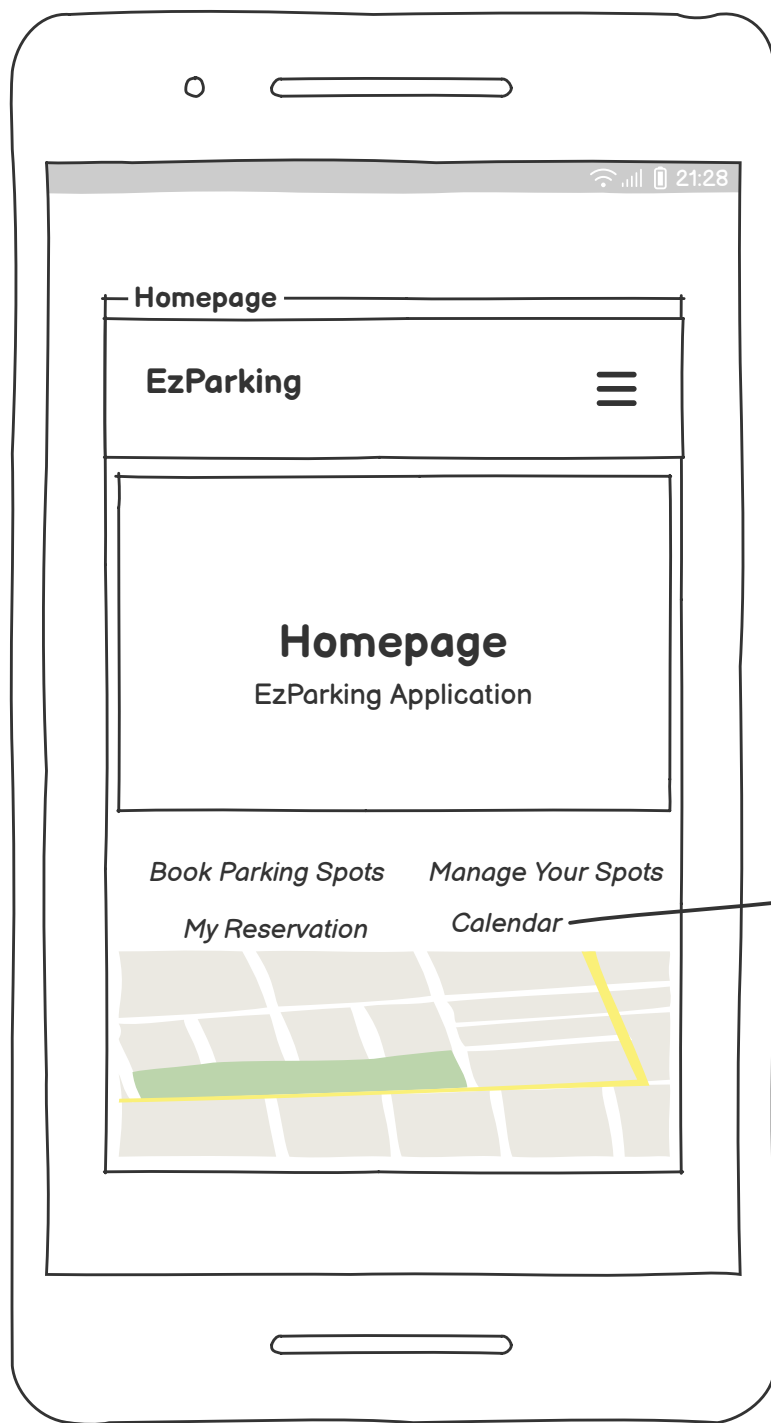 21:28
Homepage
EzParking
Homepage
EzParking Application
Book Parking Spots Manage Your Spots
My Reservation Calendar